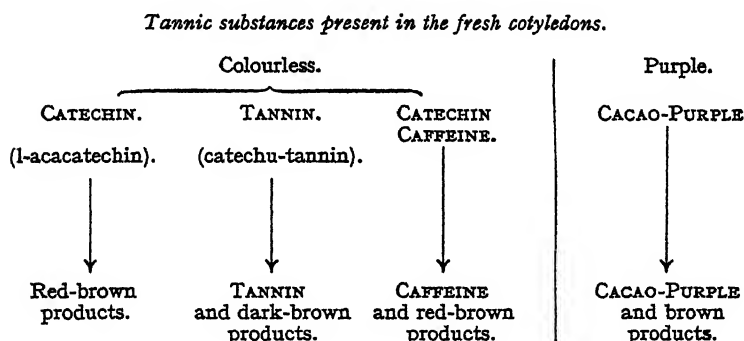 Tannic substances present in the fresh cotyledons.
Colourless.
Purple.
CATECHIN.
TANNIN.
CATECHIN
CAFFEINE.
CACAO-PURPLE
(l-acacatechin).
(catechu-tannin).
Red-brown
products.
TANNIN
and dark-brown
products.
CAFFEINE
and red-brown
products.
CACAO-PURPLE
and brown
products.